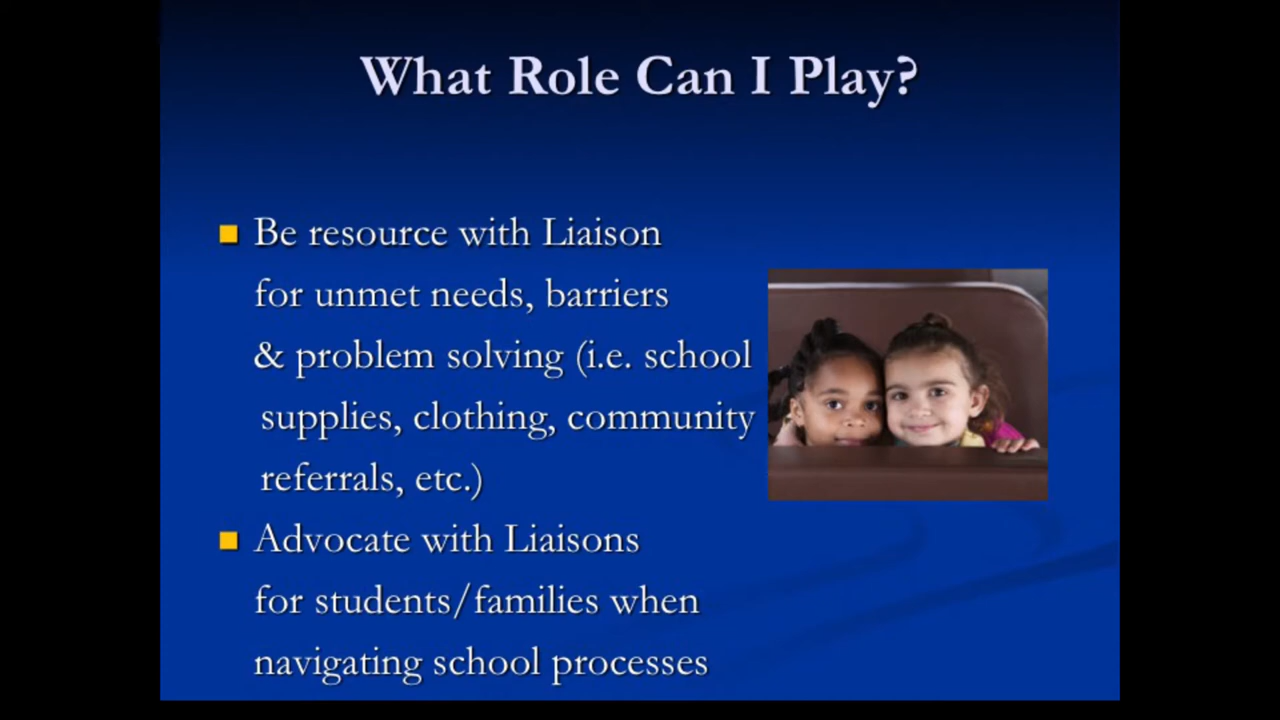 What Role Can I Play?
Be resource with Liaison
for unmet needs, barriers
& problem solving (i.e. school
supplies, clothing, community
referrals, etc.)
Advocate with Liaisons
for students/families when
navigating school processes